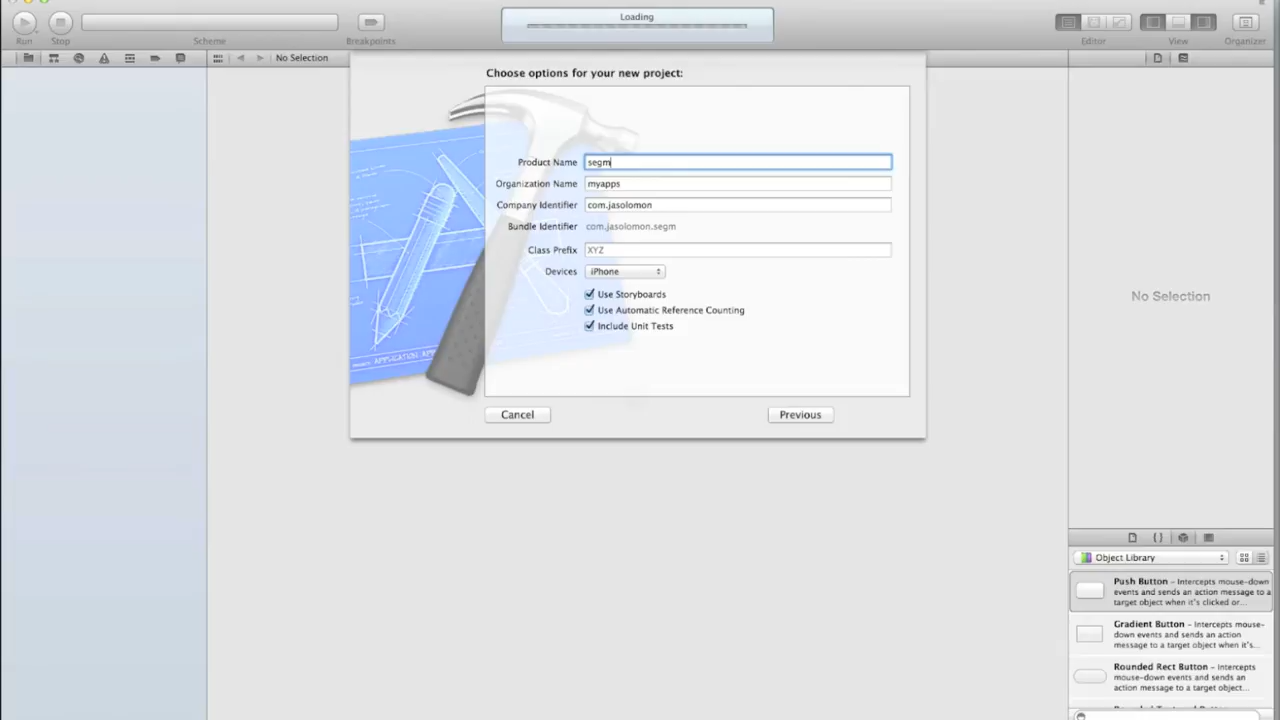 Loading
Run
Stop
Scheme
Breakpoints
Editor
View
Organizer
No Selection
Choose options for your new project:
Product Name segm
Organization Name myapps
Company Identifier com.jasolomon
Bundle Identifier com.jasolomon.segm
Class Prefix XYZ
Devices iPhone
Use Storyboards
Use Automatic Reference Counting
Include Unit Tests
Cancel
Previous
No Selection
Object Library
Push Button - Intercepts mouse-down
events and sends an action message to a
target object when it's clicked or...
Gradient Button - Intercepts mouse-
down events and sends an action
message to a target object when it's...
Rounded Rect Button - Intercepts
mouse-down events and sends an
action message to a target object...